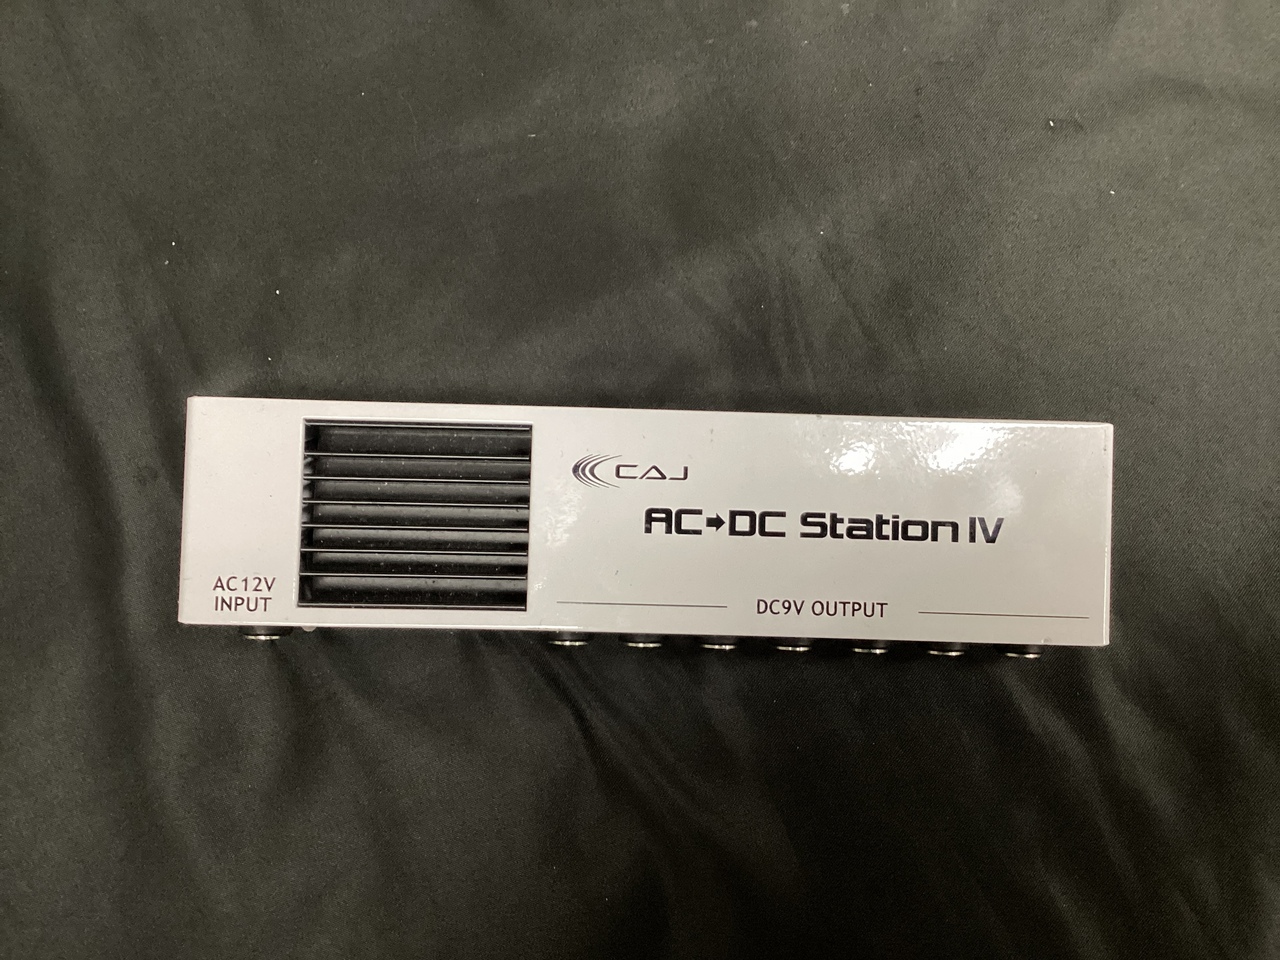 CAJ
AC➧DC Station IV
AC12V
INPUT
DC9V OUTPUT